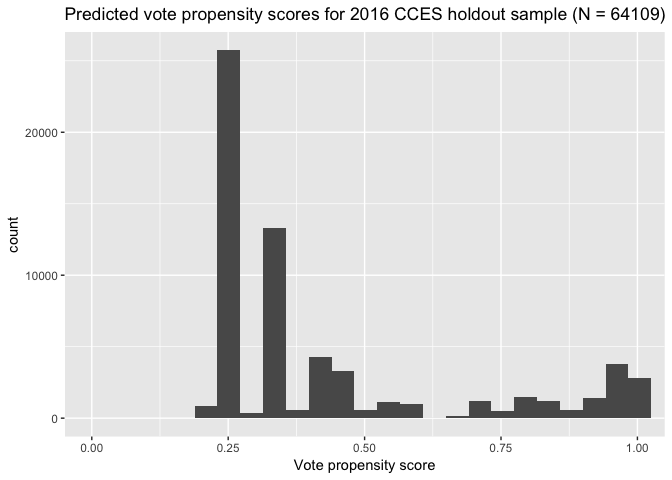 Predicted vote propensity scores for 2016 CCES holdout sample (N = 64109)
20000
10000
0
count
0.00 0.25 0.50 0.75 1.00
Vote propensity score